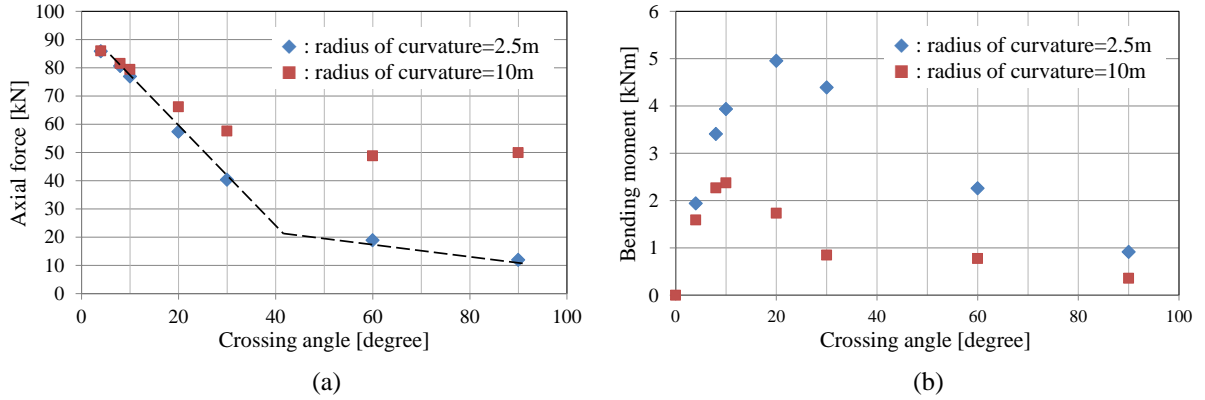 100
90
80
70
60
50
40
30
20
10
0
Axial force [kN]
: radius of curvature=2.5m
: radius of curvature=10m
0 20 40 60 80 100
Crossing angle [degree]
(a)
6
5
4
3
2
1
0
Bending moment [kNm]
: radius of curvature=2.5m
: radius of curvature=10m
0 20 40 60 80 100
Crossing angle [degree]
(b)